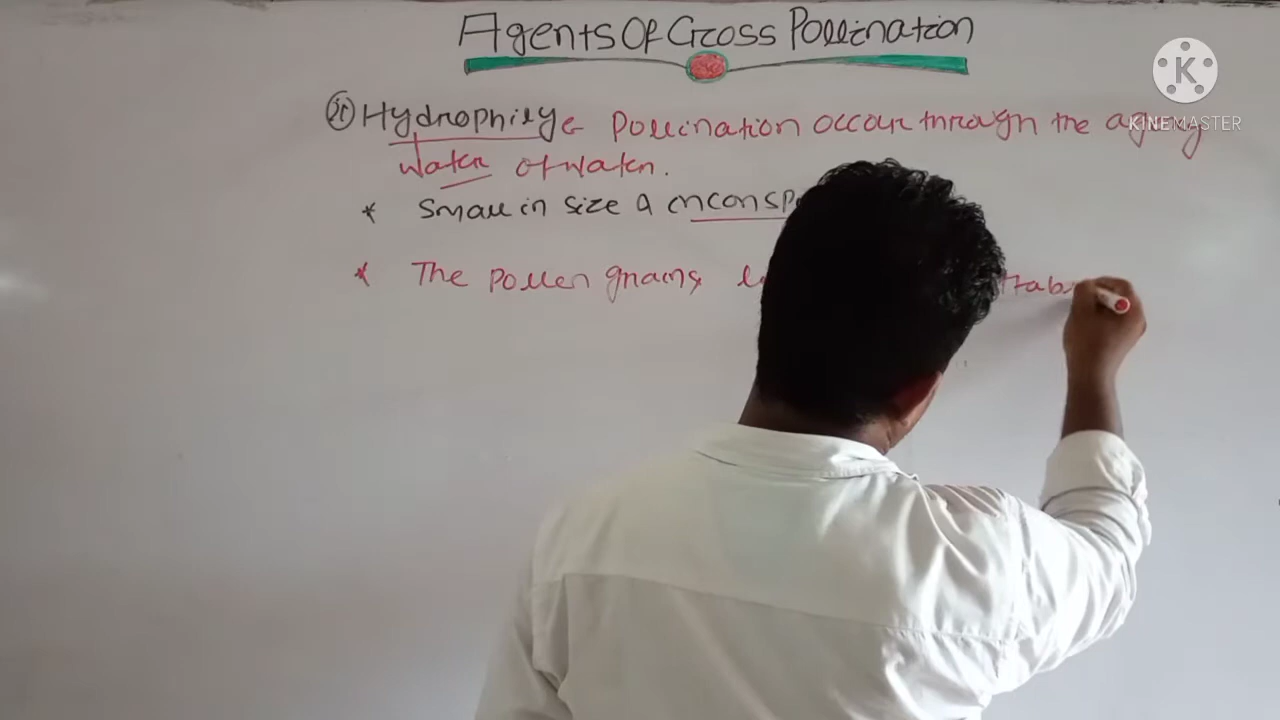 Agents Of Cross Pollination
K
KINEMASTER
ii) Hydrophily :- Pollination occur through the agency
water of water.
* Small in size & inconsp
* The pollen grains